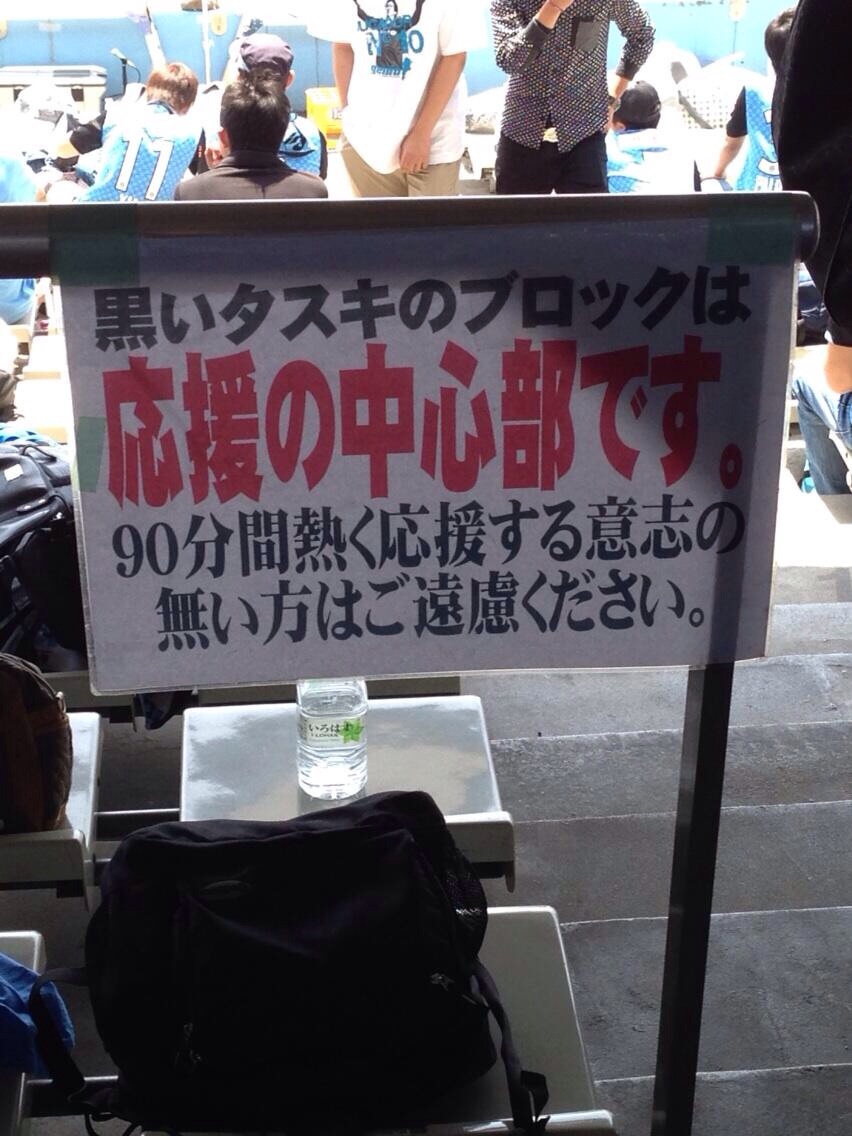 11
黒いタスキのブロックは
応援の中心部です。
90分間熱く応援する意志の
無い方はご遠慮ください。
いろはす
I LOHAS